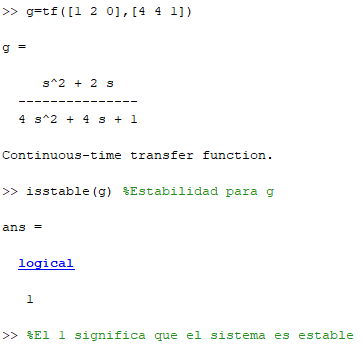 >> g=tf([1 2 0],[4 4 1])
g =
s^2 + 2 s
---------------
4 s^2 + 4 s + 1
Continuous-time transfer function.
>> isstable(g) %Estabilidad para g
ans =
logical
1
>> %El 1 significa que el sistema es estable